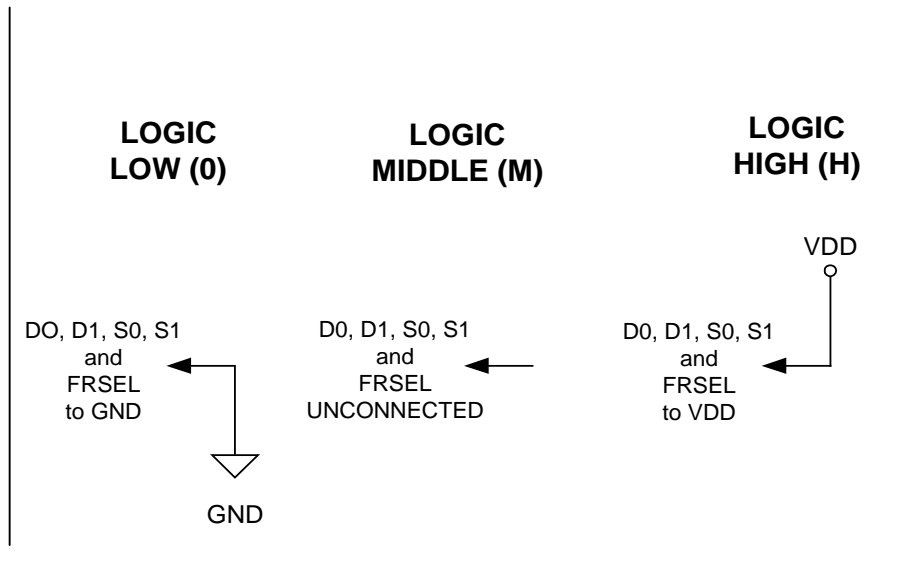 LOGIC
LOW (0)
DO, D1, S0, S1
and
FRSEL
to GND
GND
LOGIC
MIDDLE (M)
D0, D1, S0, S1
and
FRSEL
UNCONNECTED
LOGIC
HIGH (H)
VDD
D0, D1, S0, S1
and
FRSEL
to VDD